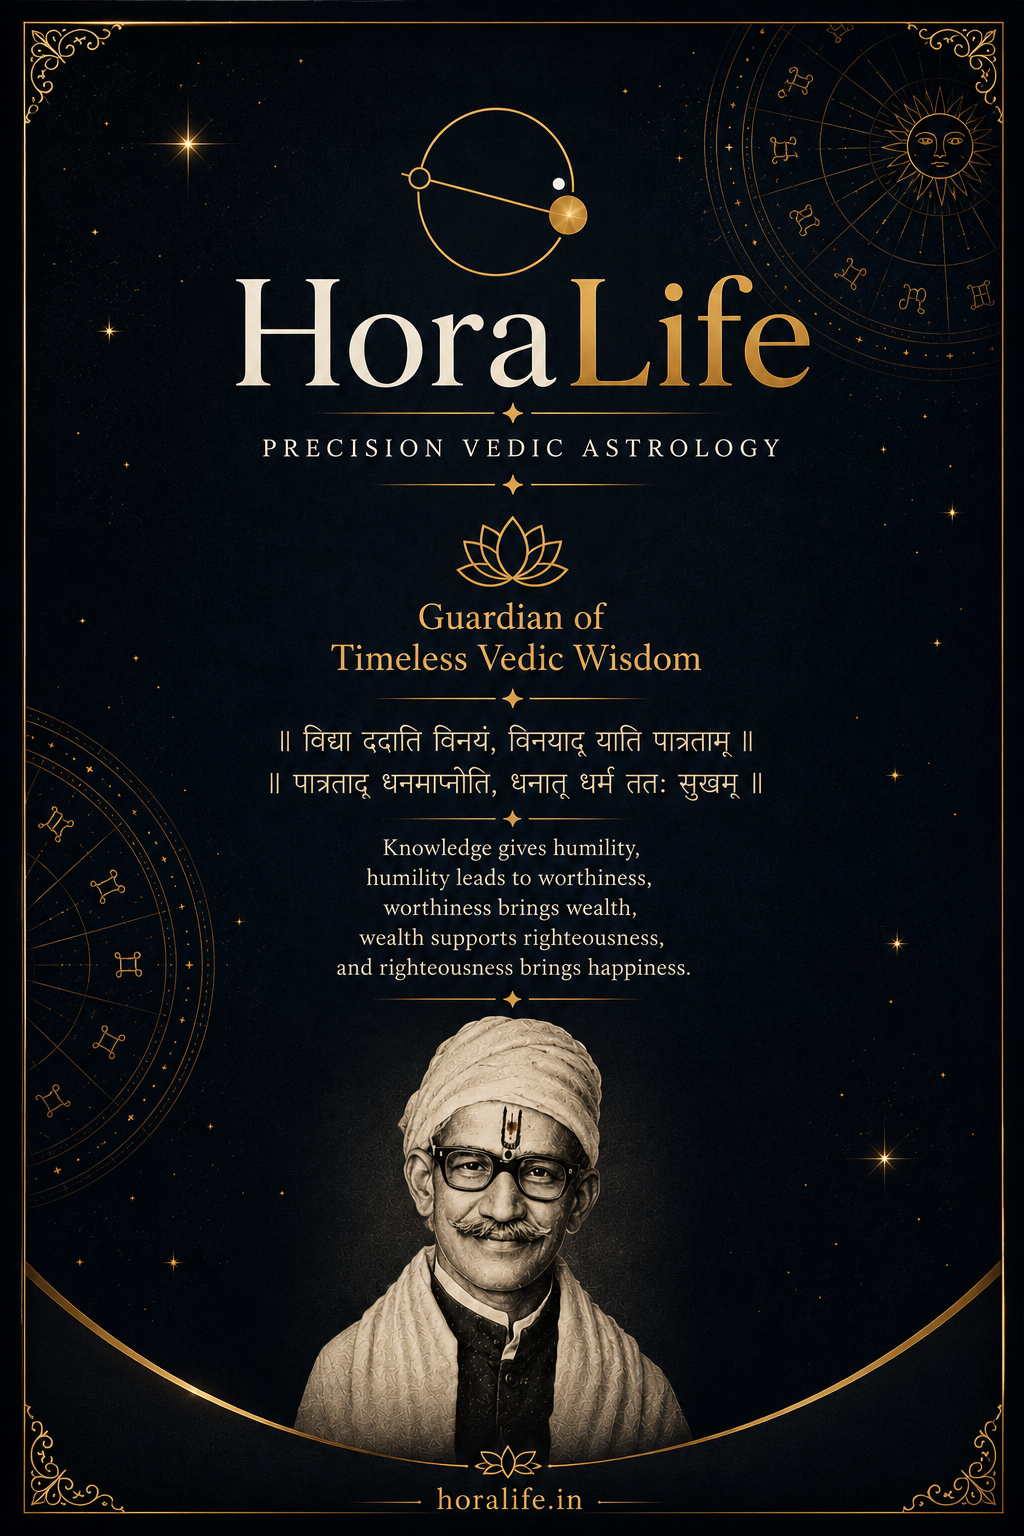 HoraLife
PRECISION VEDIC ASTROLOGY
Guardian of
Timeless Vedic Wisdom
॥ विद्या ददाति विनयं, विनयादू याति पात्रतामू ॥
॥ पात्रतादू धनमाप्नोति, धनातू धर्म ततः सुखमू ॥
Knowledge gives humility,
humility leads to worthiness,
worthiness brings wealth,
wealth supports righteousness,
and righteousness brings happiness.
horalife.in